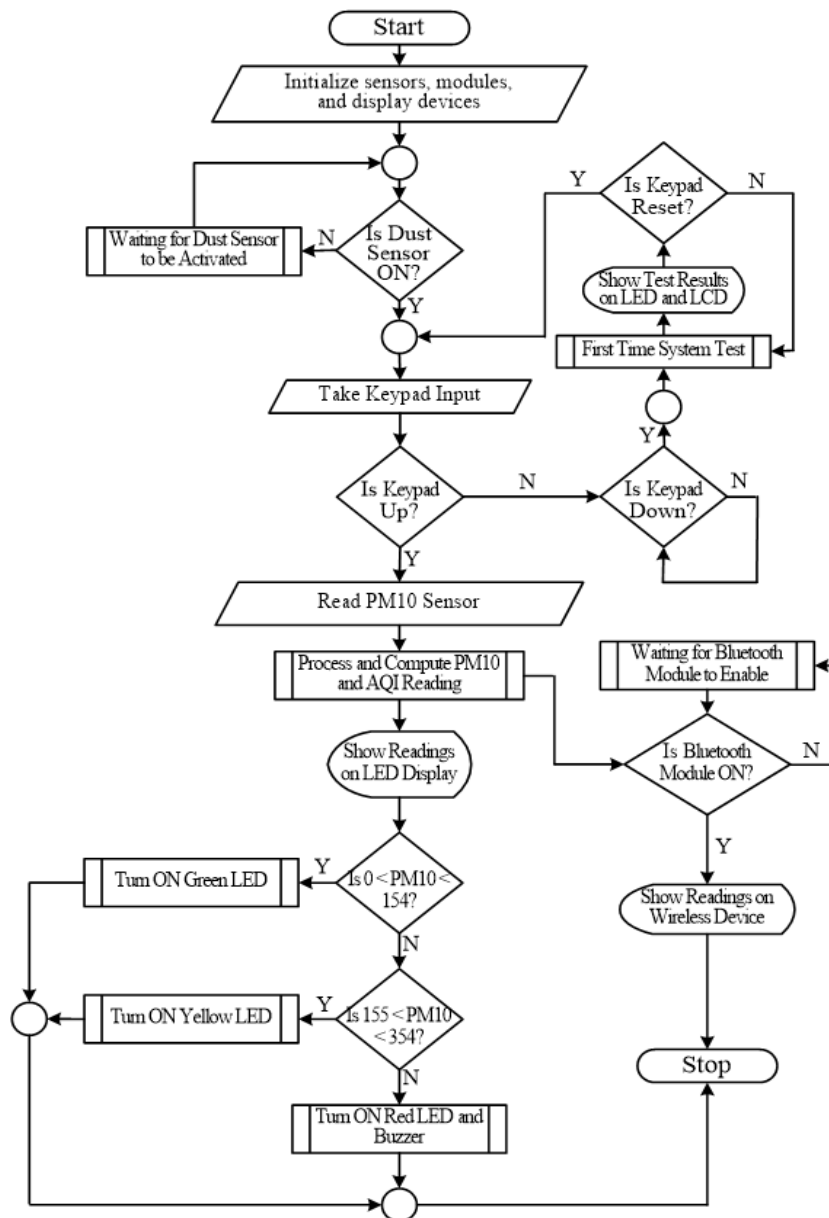 Start
Initialize sensors, modules,
and display devices
Is Dust
Sensor
ON?
N
Waiting for Dust Sensor
to be Activated
Y
Is Keypad
Reset?
Y
N
Show Test Results
on LED and LCD
First Time System Test
Take Keypad Input
Is Keypad
Up?
N
Is Keypad
Down?
Y
N
Y
Read PM10 Sensor
Process and Compute PM10
and AQI Reading
Waiting for Bluetooth
Module to Enable
Is Bluetooth
Module ON?
N
Y
Show Readings
on LED Display
Show Readings on
Wireless Device
Is 0 < PM10 <
154?
Y
Turn ON Green LED
N
Is 155 < PM10
< 354?
Y
Turn ON Yellow LED
N
Turn ON Red LED and
Buzzer
Stop